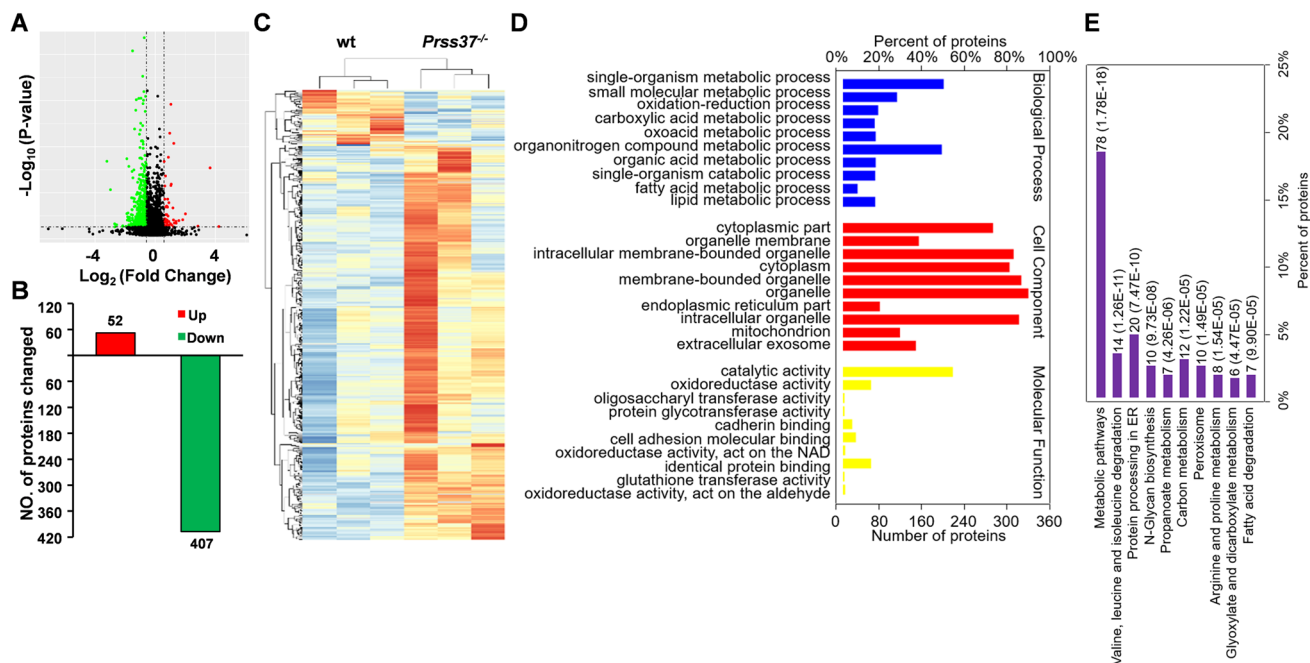 A
-Log10 (P-value)
-4
0
4
Log2 (Fold Change)
B
NO. of proteins changed
120
60
60
120
180
240
300
360
420
52
407
Up
Down
C
wt
Prss37-/-
D
Percent of proteins
0%
20%
40%
60%
80%
100%
single-organism metabolic process
small molecular metabolic process
oxidation-reduction process
carboxylic acid metabolic process
oxoacid metabolic process
organonitrogen compound metabolic process
organic acid metabolic process
single-organism catabolic process
fatty acid metabolic process
lipid metabolic process
Biological Process
cytoplasmic part
organelle membrane
intracellular membrane-bounded organelle
cytoplasm
membrane-bounded organelle
organelle
endoplasmic reticulum part
intracellular organelle
mitochondrion
extracellular exosome
Cell Component
catalytic activity
oxidoreductase activity
oligosaccharyl transferase activity
protein glycotransferase activity
cadherin binding
cell adhesion molecular binding
oxidoreductase activity, act on the NAD
identical protein binding
glutathione transferase activity
oxidoreductase activity, act on the aldehyde
Molecular Function
0
80
160
240
300
360
Number of proteins
E
78 (1.78E-18)
14 (1.26E-11)
20 (7.47E-10)
10 (9.73E-08)
7 (4.26E-06)
12 (1.22E-05)
10 (1.49E-05)
8 (1.54E-05)
6 (4.47E-05)
7 (9.90E-05)
25%
20%
15%
10%
5%
0%
Percent of proteins
Metabolic pathways
Valine, leucine and isoleucine degradation
Protein processing in ER
N-Glycan biosynthesis
Propanoate metabolism
Carbon metabolism
Peroxisome
Arginine and proline metabolism
Glyoxylate and dicarboxylate metabolism
Fatty acid degradation